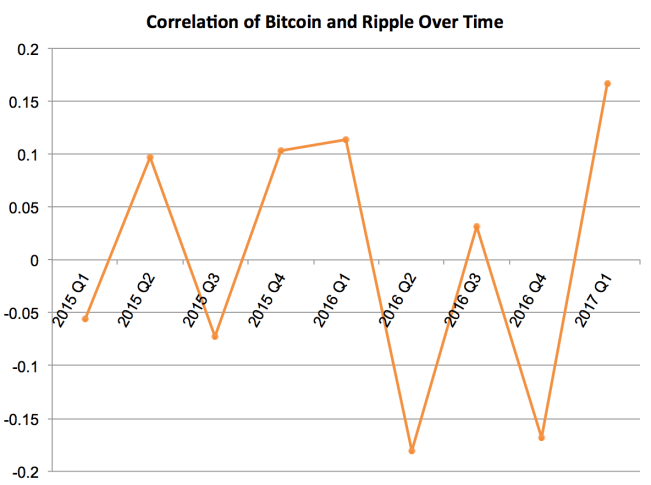 Correlation of Bitcoin and Ripple Over Time
0.2
0.15
0.1
0.05
0
-0.05
-0.1
-0.15
-0.2
2015 Q1
2015 Q2
2015 Q3
2015 Q4
2016 Q1
2016 Q2
2016 Q3
2016 Q4
2017 Q1